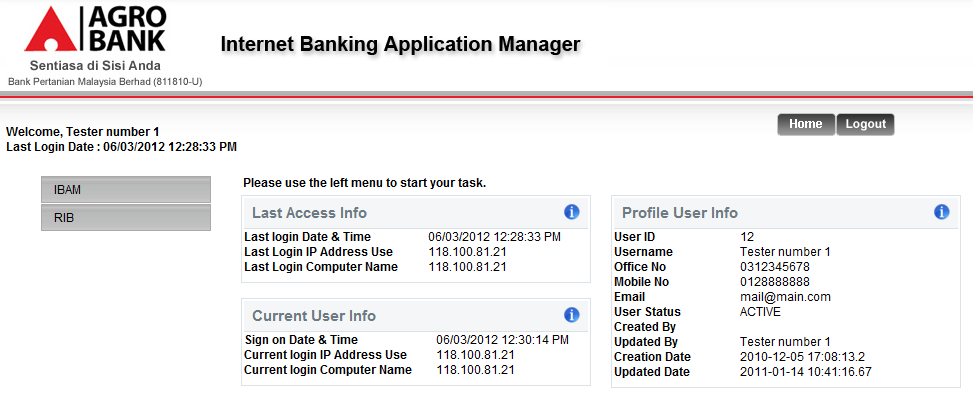 AGRO
BANK
Sentiasa di Sisi Anda
Bank Pertanian Malaysia Berhad (811810-U)
Internet Banking Application Manager
Welcome, Tester number 1
Last Login Date : 06/03/2012 12:28:33 PM
Home Logout
IBAM
RIB
Please use the left menu to start your task.
Last Access Info
Last login Date & Time 06/03/2012 12:28:33 PM
Last Login IP Address Use 118.100.81.21
Last Login Computer Name 118.100.81.21
Current User Info
Sign on Date & Time 06/03/2012 12:30:14 PM
Current login IP Address Use 118.100.81.21
Current login Computer Name 118.100.81.21
Profile User Info
User ID 12
Username Tester number 1
Office No 0312345678
Mobile No 0128888888
Email mail@main.com
User Status ACTIVE
Created By
Updated By Tester number 1
Creation Date 2010-12-05 17:08:13.2
Updated Date 2011-01-14 10:41:16.67